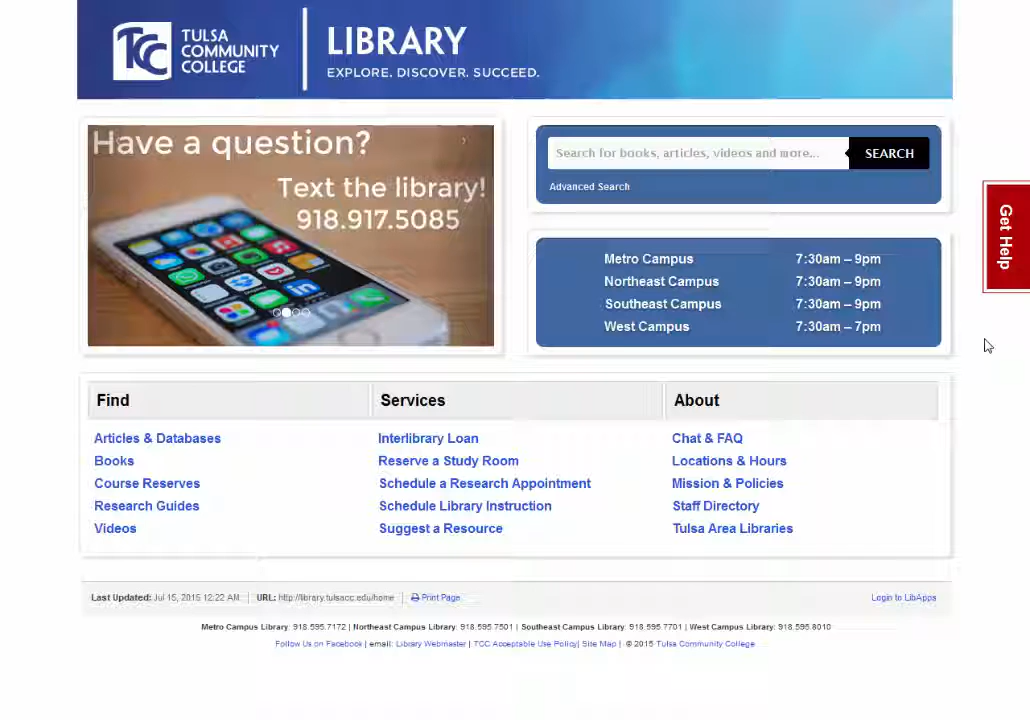 TCC
TULSA
COMMUNITY
COLLEGE
LIBRARY
EXPLORE. DISCOVER. SUCCEED.
Have a question?
Text the library!
918.917.5085
Search for books, articles, videos and more... SEARCH
Advanced Search
Metro Campus 7:30am – 9pm
Northeast Campus 7:30am – 9pm
Southeast Campus 7:30am – 9pm
West Campus 7:30am – 7pm
Get Help
Find Services About
Articles & Databases Interlibrary Loan Chat & FAQ
Books Reserve a Study Room Locations & Hours
Course Reserves Schedule a Research Appointment Mission & Policies
Research Guides Schedule Library Instruction Staff Directory
Videos Suggest a Resource Tulsa Area Libraries
Last Updated: Jul 15, 2015 12:22 AM | URL: http://library.tulsacc.edu/home | Print Page Login to LibApps
Metro Campus Library: 918.595.7172 | Northeast Campus Library: 918.595.7501 | Southeast Campus Library: 918.595.7701 | West Campus Library: 918.595.8010
Follow Us on Facebook | email: Library Webmaster | TCC Acceptable Use Policy| Site Map | © 2015 Tulsa Community College